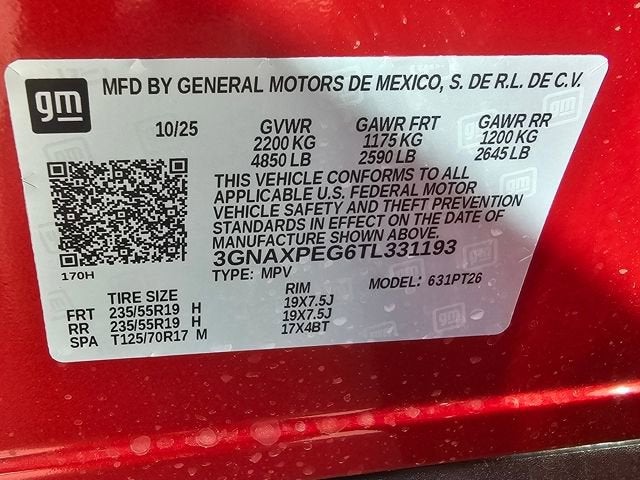 gm
MFD BY GENERAL MOTORS DE MEXICO, S. DE R.L. DE C.V.
10/25 GVWR GAWR FRT GAWR RR
2200 KG 1175 KG 1200 KG
4850 LB 2590 LB 2645 LB
THIS VEHICLE CONFORMS TO ALL
APPLICABLE U.S. FEDERAL MOTOR
VEHICLE SAFETY AND THEFT PREVENTION
STANDARDS IN EFFECT ON THE DATE OF
MANUFACTURE SHOWN ABOVE.
3GNAXPEG6TL331193
170H
TYPE: MPV MODEL: 631PT26
TIRE SIZE RIM
FRT 235/55R19 H 19X7.5J
RR 235/55R19 H 19X7.5J
SPA T125/70R17 M 17X4BT